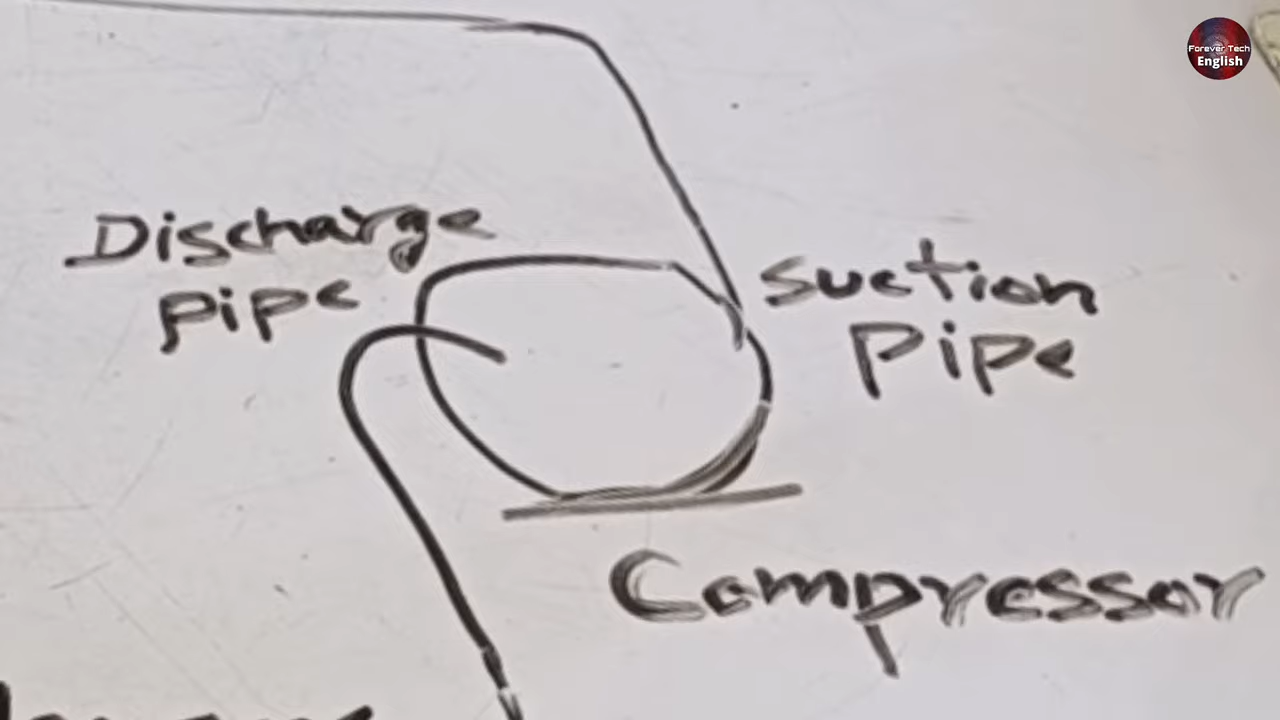 Forever Tech
English
Discharge
pipe
Suction
Pipe
Compressor